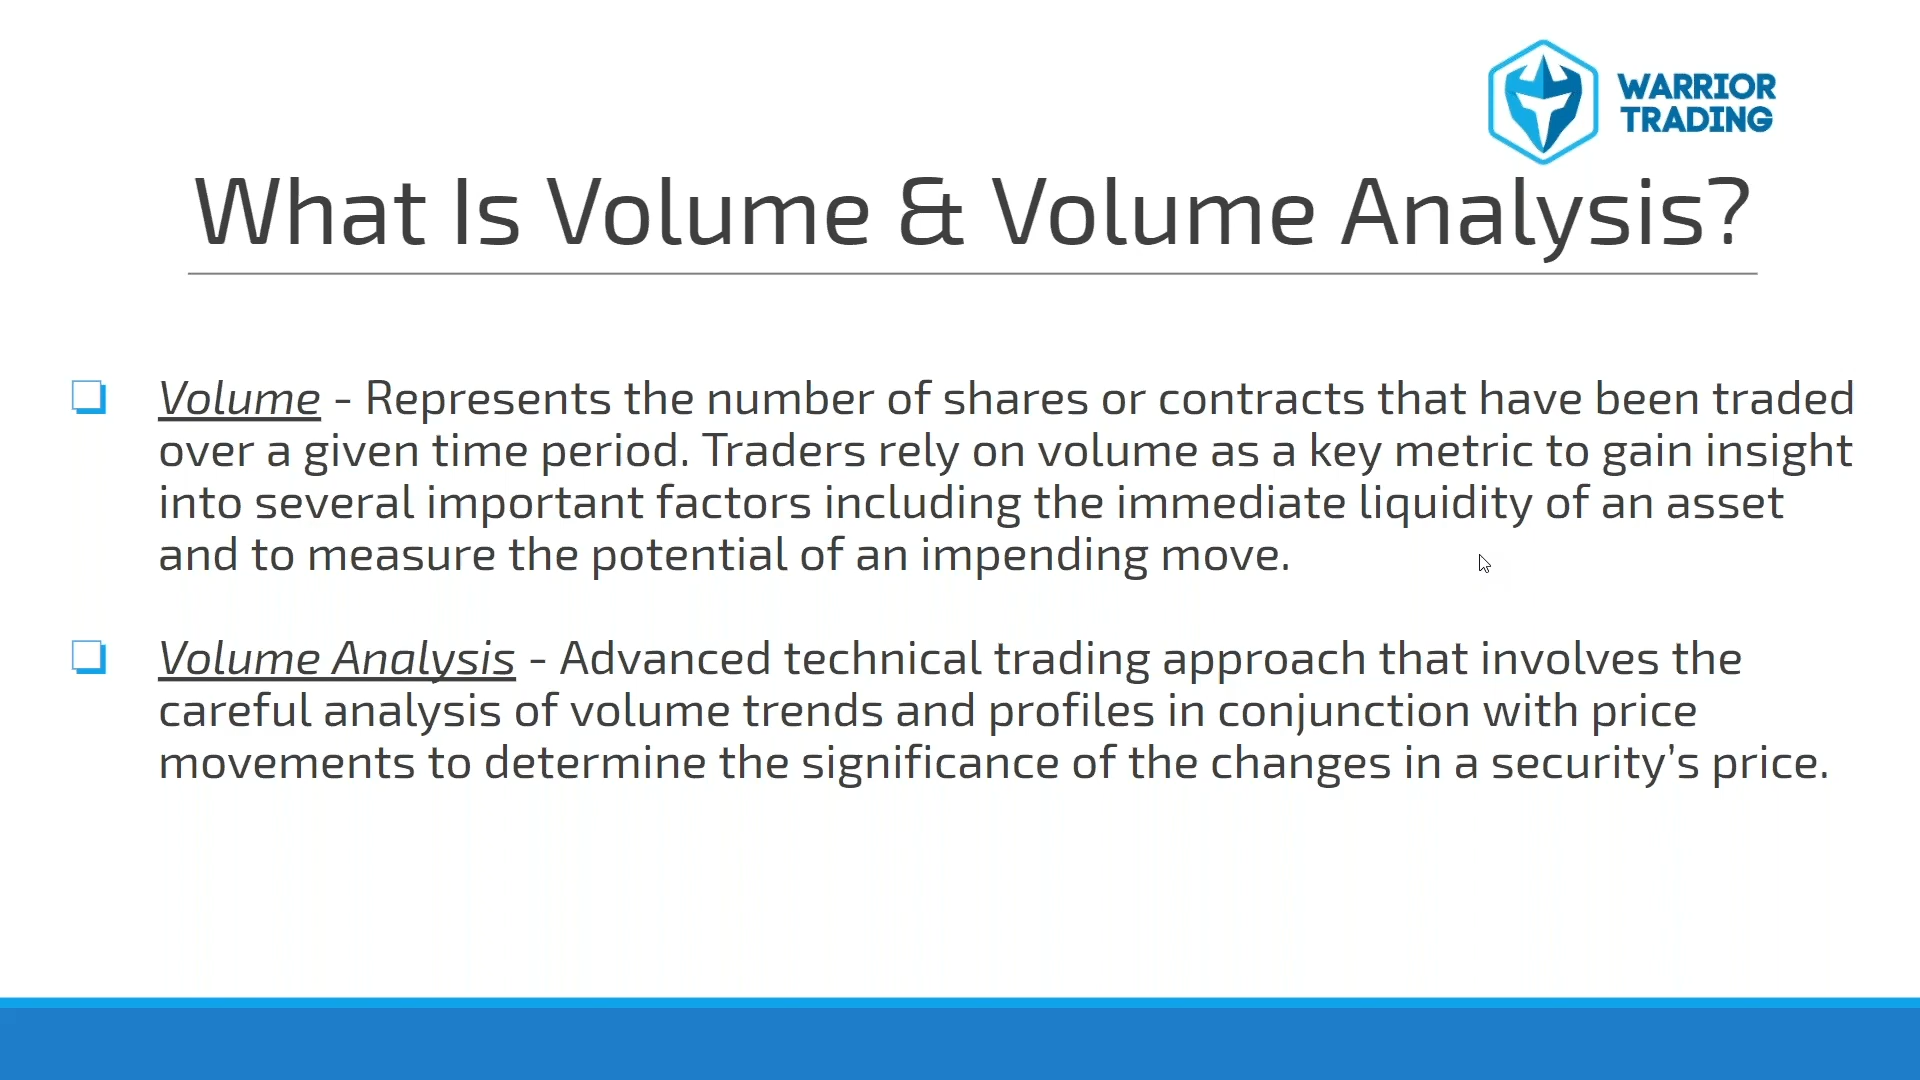 WARRIOR
TRADING
What Is Volume & Volume Analysis?
Volume - Represents the number of shares or contracts that have been traded
over a given time period. Traders rely on volume as a key metric to gain insight
into several important factors including the immediate liquidity of an asset
and to measure the potential of an impending move.
Volume Analysis - Advanced technical trading approach that involves the
careful analysis of volume trends and profiles in conjunction with price
movements to determine the significance of the changes in a security’s price.